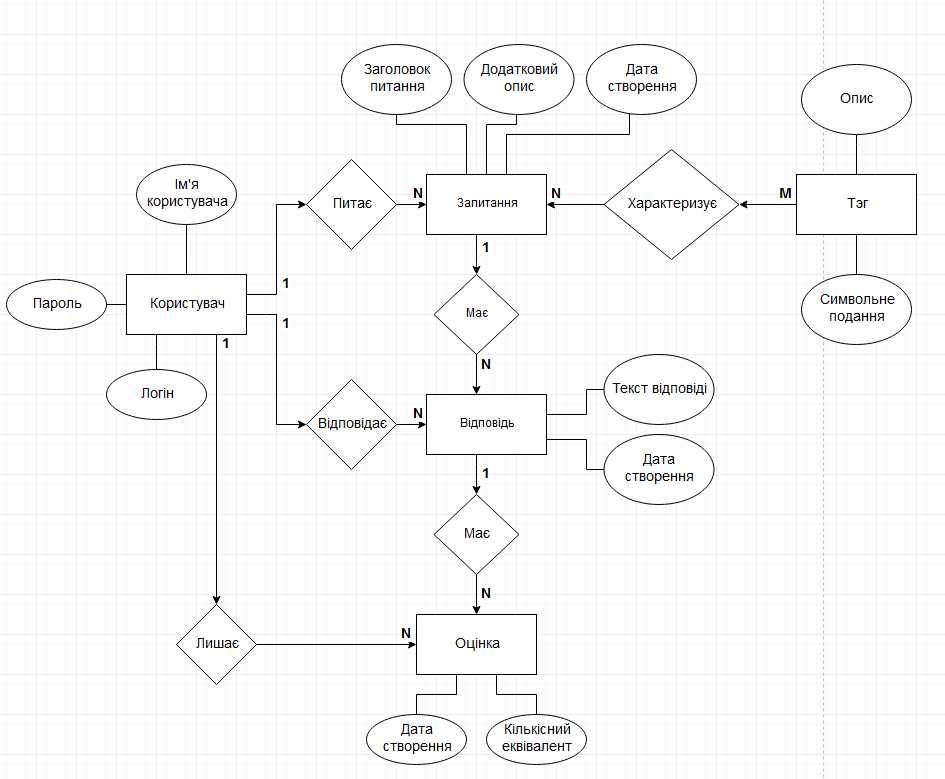 Заголовок
питання
Додатковий
опис
Дата
створення
Опис
Ім'я
користувача
Питає
N
Запитання
N
Характеризує
M
Тэг
1
1
Пароль
Користувач
1
1
Логін
Має
N
Символьне
подання
Відповідає
N
Відповідь
Текст відповіді
Дата
створення
1
Має
N
Лишає
N
Оцінка
Дата
створення
Кількісний
еквівалент